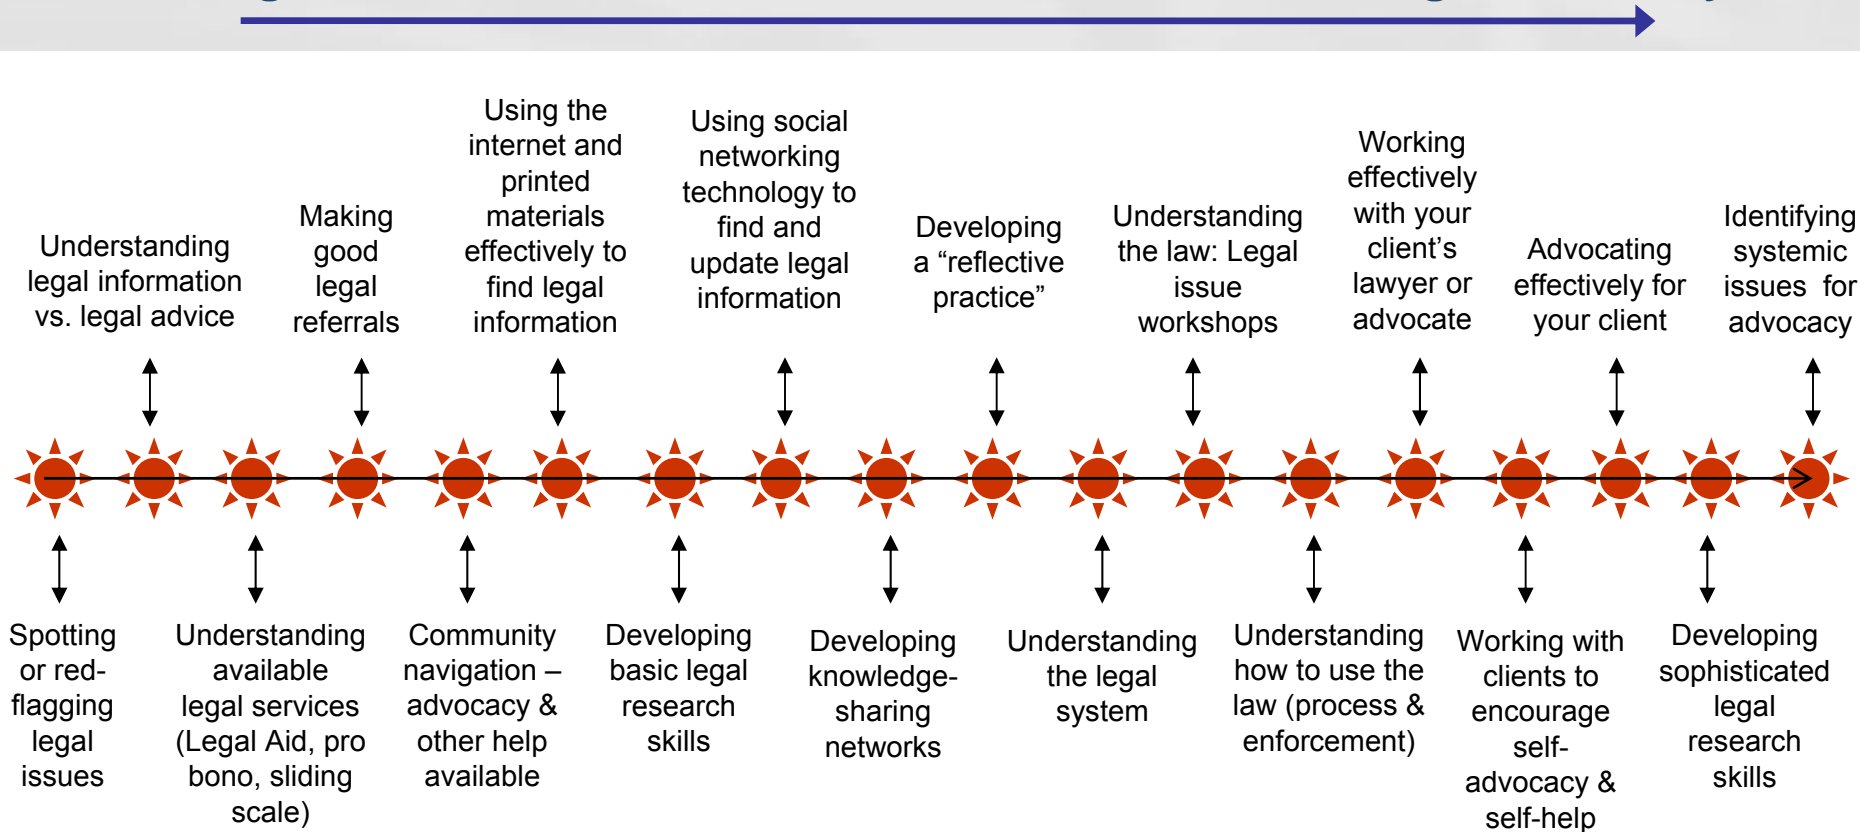 Using the
internet and
printed
materials
effectively to
find legal
information
Using social
networking
technology to
find and
update legal
information
Working
effectively
with your
client’s
lawyer or
advocate
Making
good
legal
referrals
Understanding
legal information
vs. legal advice
Developing
a “reflective
practice”
Understanding
the law: Legal
issue
workshops
Advocating
effectively for
your client
Identifying
systemic
issues for
advocacy
Spotting
or red-
flagging
legal
issues
Understanding
available
legal services
(Legal Aid, pro
bono, sliding
scale)
Community
navigation –
advocacy &
other help
available
Developing
basic legal
research
skills
Developing
knowledge-
sharing
networks
Understanding
the legal
system
Understanding
how to use the
law (process &
enforcement)
Working with
clients to
encourage
self-
advocacy &
self-help
Developing
sophisticated
legal
research
skills